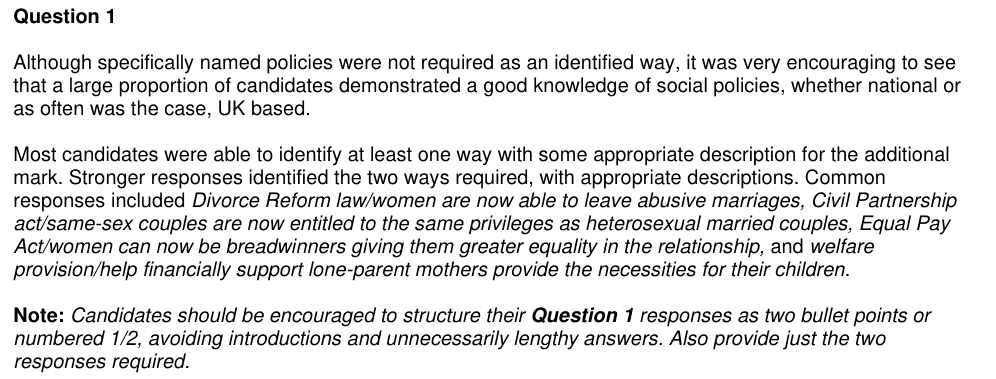 Question 1
Although specifically named policies were not required as an identified way, it was very encouraging to see
that a large proportion of candidates demonstrated a good knowledge of social policies, whether national or
as often was the case, UK based.
Most candidates were able to identify at least one way with some appropriate description for the additional
mark. Stronger responses identified the two ways required, with appropriate descriptions. Common
responses included Divorce Reform law/women are now able to leave abusive marriages, Civil Partnership
act/same-sex couples are now entitled to the same privileges as heterosexual married couples, Equal Pay
Act/women can now be breadwinners giving them greater equality in the relationship, and welfare
provision/help financially support lone-parent mothers provide the necessities for their children.
Note: Candidates should be encouraged to structure their Question 1 responses as two bullet points or
numbered 1/2, avoiding introductions and unnecessarily lengthy answers. Also provide just the two
responses required.